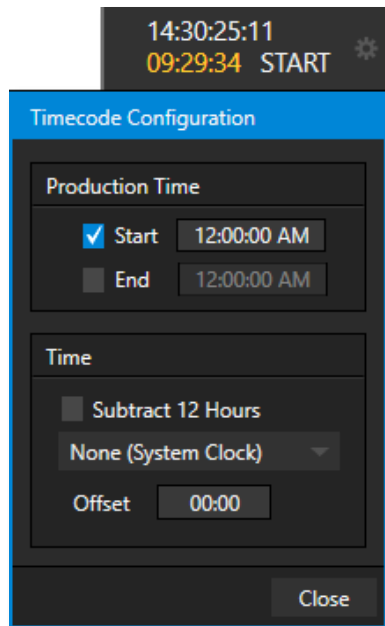 14:30:25:11
09:29:34 START
Timecode Configuration
Production Time
Start 12:00:00 AM
End 12:00:00 AM
Time
Subtract 12 Hours
None (System Clock)
Offset 00:00
Close